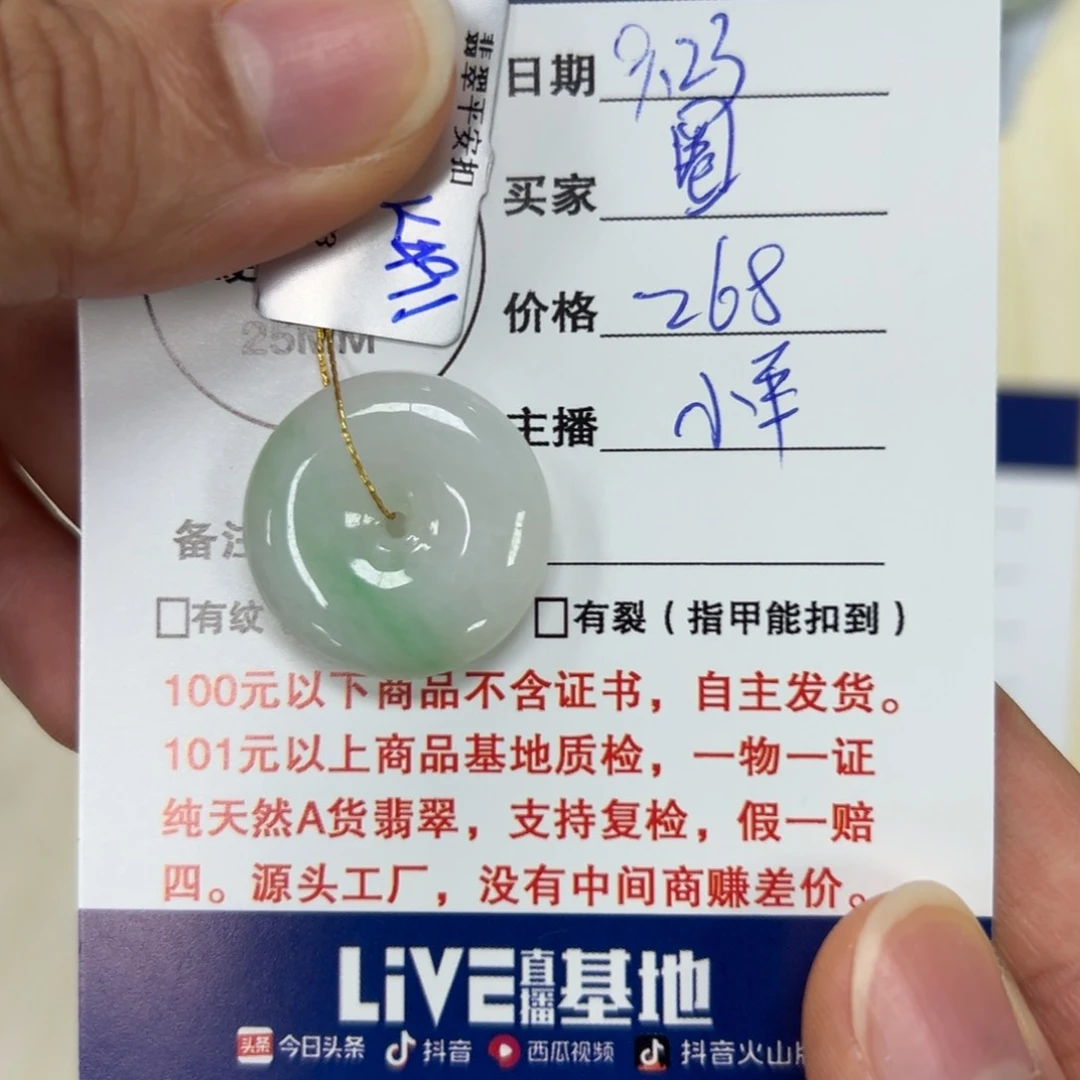 翡翠平安扣
日期 9.23
买家 圈
价格 268
主播 小军
25MM
备注
□有纹
□有裂（指甲能扣到）
100元以下商品不含证书，自主发货。
101元以上商品基地质检，一物一证
纯天然A货翡翠，支持复检，假一赔
四。源头工厂，没有中间商赚差价。
LiVE直播基地
头条 今日头条 抖音 西瓜视频 抖音火山版